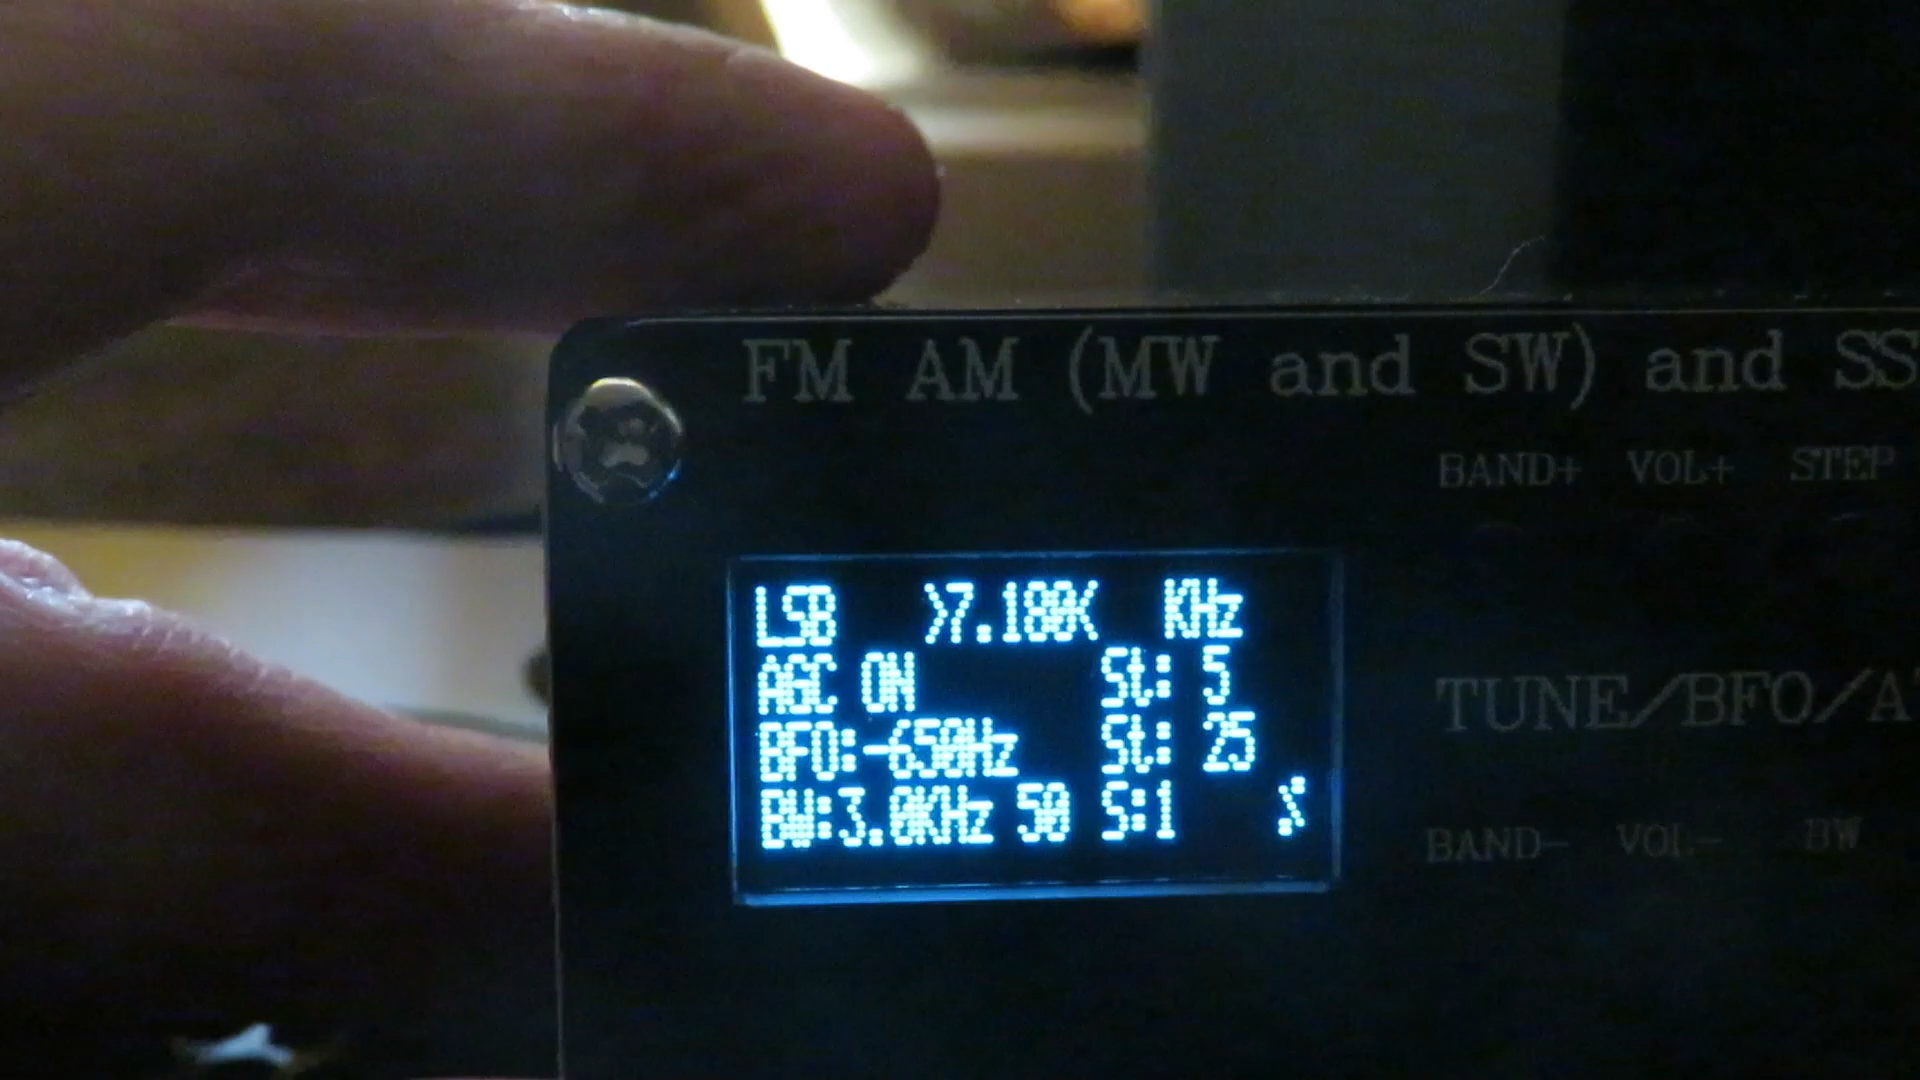 FM AM (MW and SW) and SS
BAND+ VOL+ STEP
LSB >7.180< KHz
AGC ON St: 5
TUNE/BFO/A
BFO:-650Hz St: 25
BW:3.0KHz 50 S:1
BAND- VOL- BW